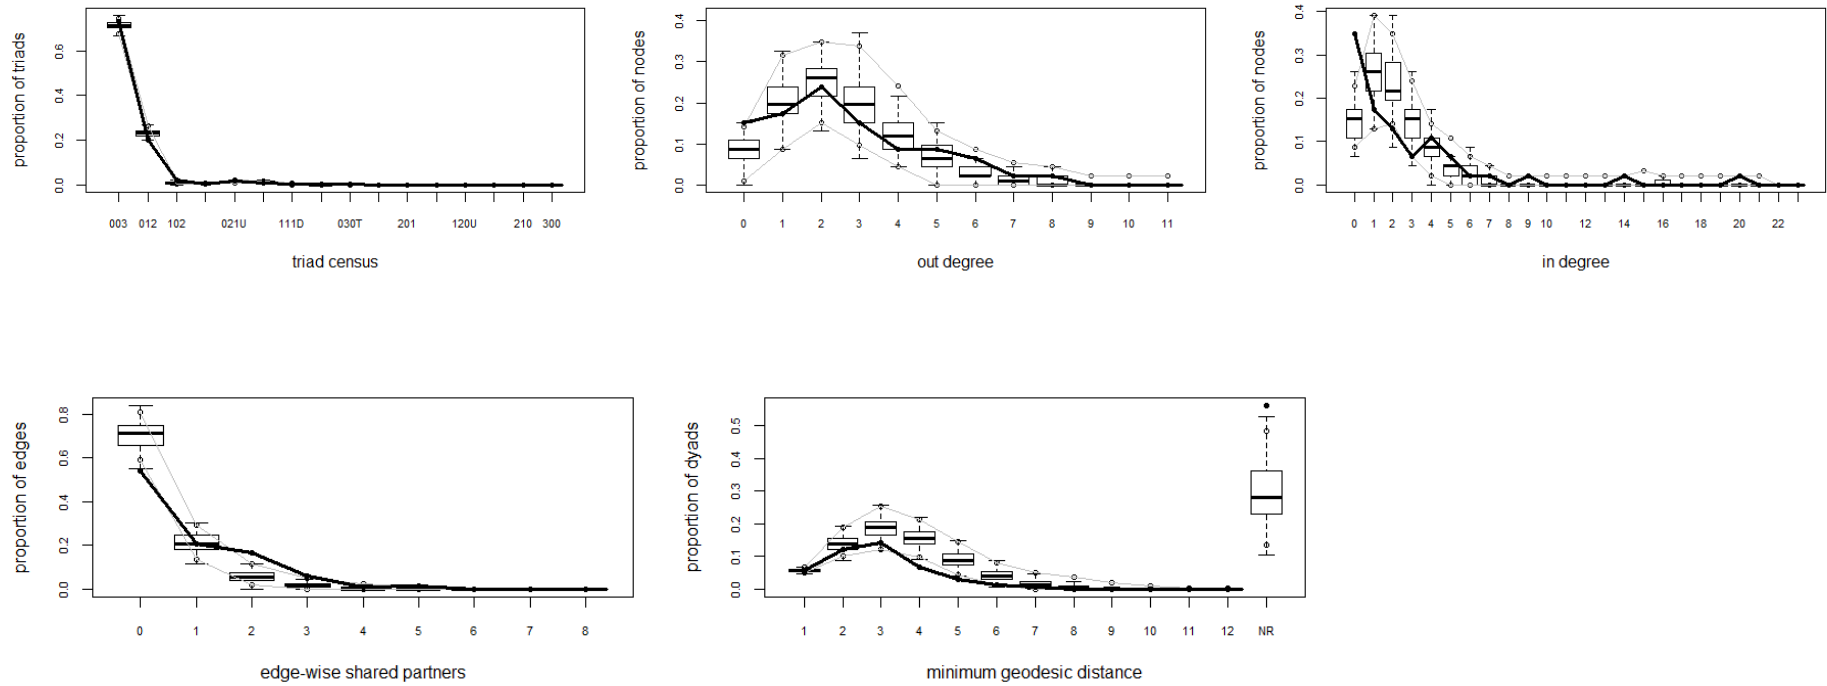 proportion of triads
0.0 0.2 0.4 0.6
003 012 102 021U 111D 030T 201 120U 210 300
triad census
proportion of nodes
0.0 0.1 0.2 0.3 0.4
0 1 2 3 4 5 6 7 8 9 10 11
out degree
proportion of nodes
0.0 0.1 0.2 0.3 0.4
0 1 2 3 4 5 6 7 8 9 10 12 14 16 18 20 22
in degree
proportion of edges
0.0 0.2 0.4 0.6 0.8
0 1 2 3 4 5 6 7 8
edge-wise shared partners
proportion of dyads
0.0 0.1 0.2 0.3 0.4 0.5
1 2 3 4 5 6 7 8 9 10 11 12 NR
minimum geodesic distance